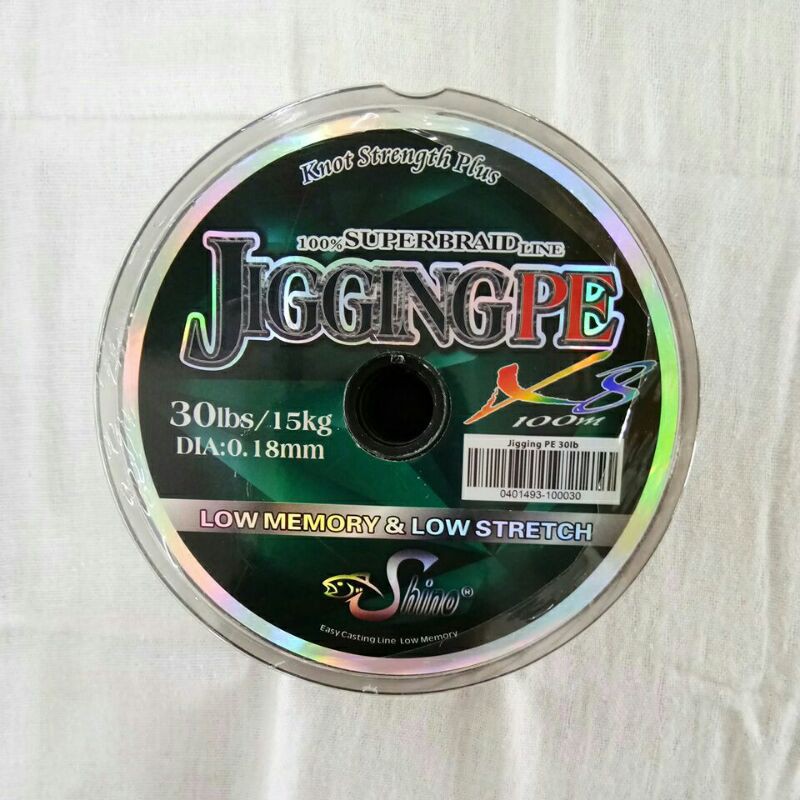 Knot Strength Plus
100% SUPERBRAID LINE
JIGGINGPE
X8
100m
30lbs/15kg
DIA:0.18mm
Jigging PE 30lb
0401493-100030
LOW MEMORY & LOW STRETCH
Shino®
Easy Casting Line Low Memory